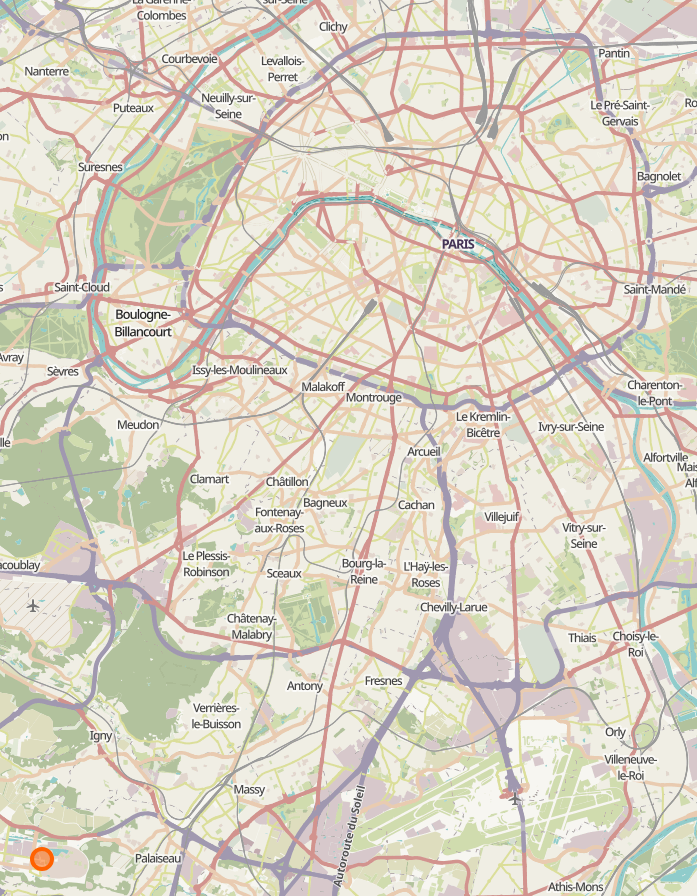 La Garenne-
Colombes
sur-Seine
Clichy
Courbevoie
Levallois-
Perret
Pantin
Nanterre
Puteaux
Neuilly-sur-
Seine
Le Pré-Saint-
Gervais
Suresnes
Bagnolet
PARIS
Saint-Cloud
Saint-Mandé
Boulogne-
Billancourt
Avray
Sèvres
Issy-les-Moulineaux
Malakoff
Montrouge
Charenton-
le-Pont
Meudon
Le Kremlin-
Bicêtre
Ivry-sur-Seine
Arcueil
Alfortville
Clamart
Châtillon
Bagneux
Fontenay-
aux-Roses
Cachan
Villejuif
Vitry-sur-
Seine
Le Plessis-
Robinson
Sceaux
Bourg-la-
Reine
L'Haÿ-les-
Roses
acoublay
Chevilly-Larue
Châtenay-
Malabry
Thiais
Choisy-le-
Roi
Antony
Fresnes
Verrières-
le-Buisson
Igny
Orly
Villeneuve-
le-Roi
Massy
Autoroute du Soleil
Palaiseau
Athis-Mons